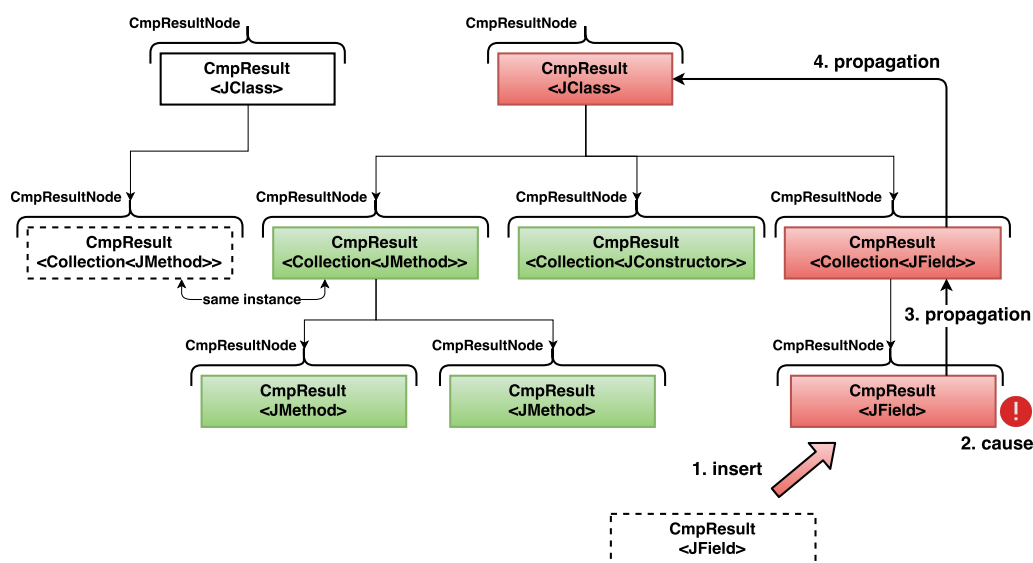 CmpResultNode
CmpResult
<JClass>
CmpResultNode
CmpResult
<JClass>
4. propagation
CmpResultNode
CmpResult
<Collection<JMethod>>
CmpResultNode
CmpResult
<Collection<JMethod>>
CmpResultNode
CmpResult
<Collection<JConstructor>>
CmpResultNode
CmpResult
<Collection<JField>>
same instance
3. propagation
CmpResultNode
CmpResult
<JMethod>
CmpResultNode
CmpResult
<JMethod>
CmpResultNode
CmpResult
<JField>
!
2. cause
1. insert
CmpResult
<JField>